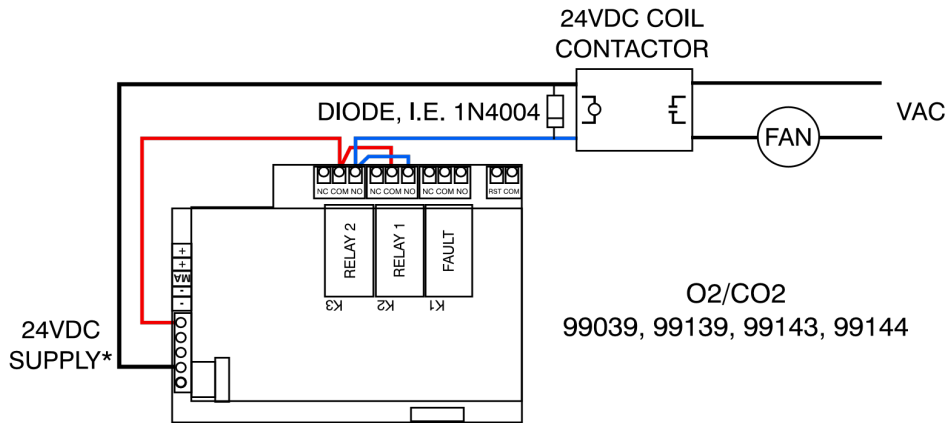 24VDC COIL
CONTACTOR
DIODE, I.E. 1N4004
VAC
FAN
NC COM NO NC COM NO NC COM NO RST COM
RELAY 2
RELAY 1
FAULT
K3
K2
K1
+
+
MA
-
-
24VDC
SUPPLY*
O2/CO2
99039, 99139, 99143, 99144